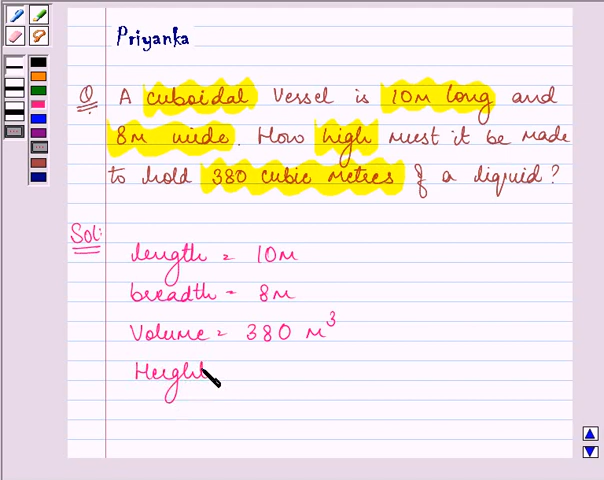 Priyanka
Q A cuboidal vessel is 10m long and
8m wide. How high must it be made
to hold 380 cubic metres of a liquid?
Sol:
length = 10m
breadth = 8m
Volume = 380 m³
Height